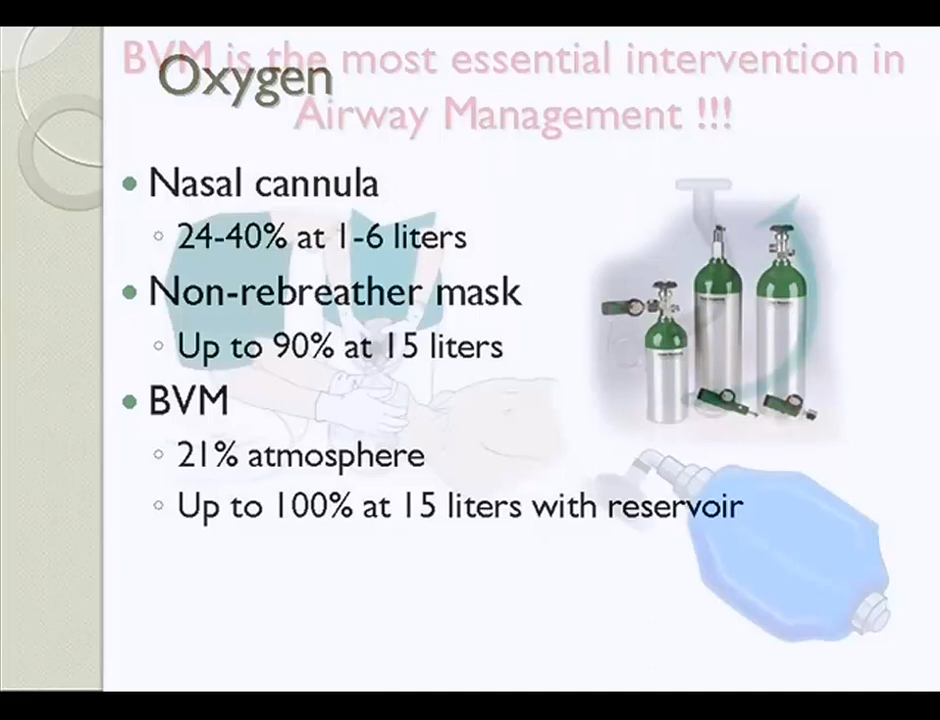 BVM is the most essential intervention in
Airway Management !!!
Oxygen
• Nasal cannula
◦ 24-40% at 1-6 liters
• Non-rebreather mask
◦ Up to 90% at 15 liters
• BVM
◦ 21% atmosphere
◦ Up to 100% at 15 liters with reservoir